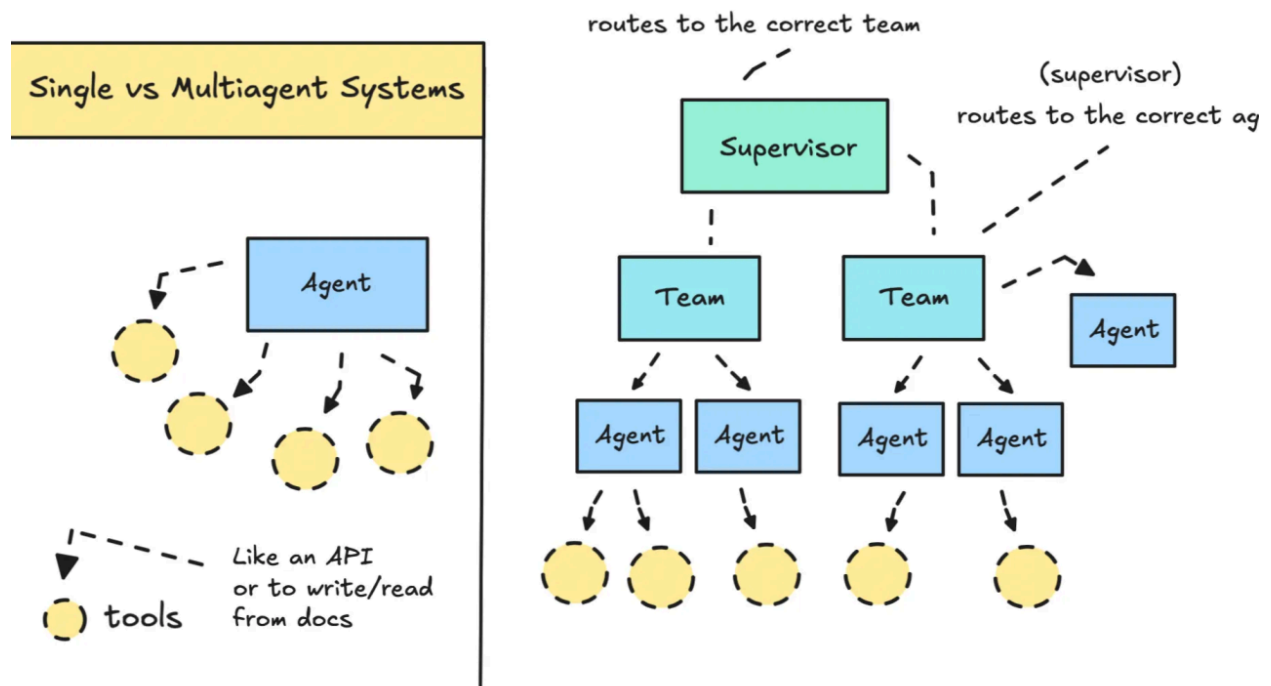 Single vs Multiagent Systems
Agent
Like an API
or to write/read
from docs
tools
routes to the correct team
(supervisor)
routes to the correct ag
Supervisor
Team
Team
Agent
Agent
Agent
Agent
Agent